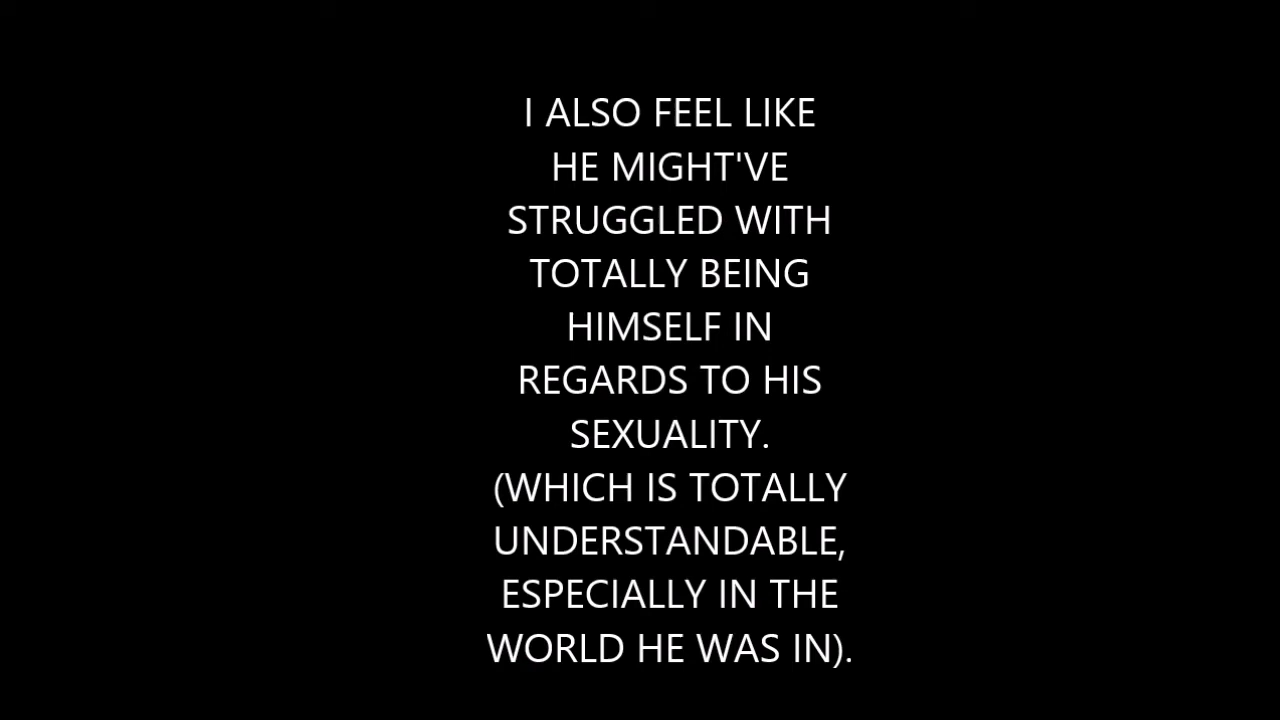 I ALSO FEEL LIKE
HE MIGHT'VE
STRUGGLED WITH
TOTALLY BEING
HIMSELF IN
REGARDS TO HIS
SEXUALITY.
(WHICH IS TOTALLY
UNDERSTANDABLE,
ESPECIALLY IN THE
WORLD HE WAS IN).